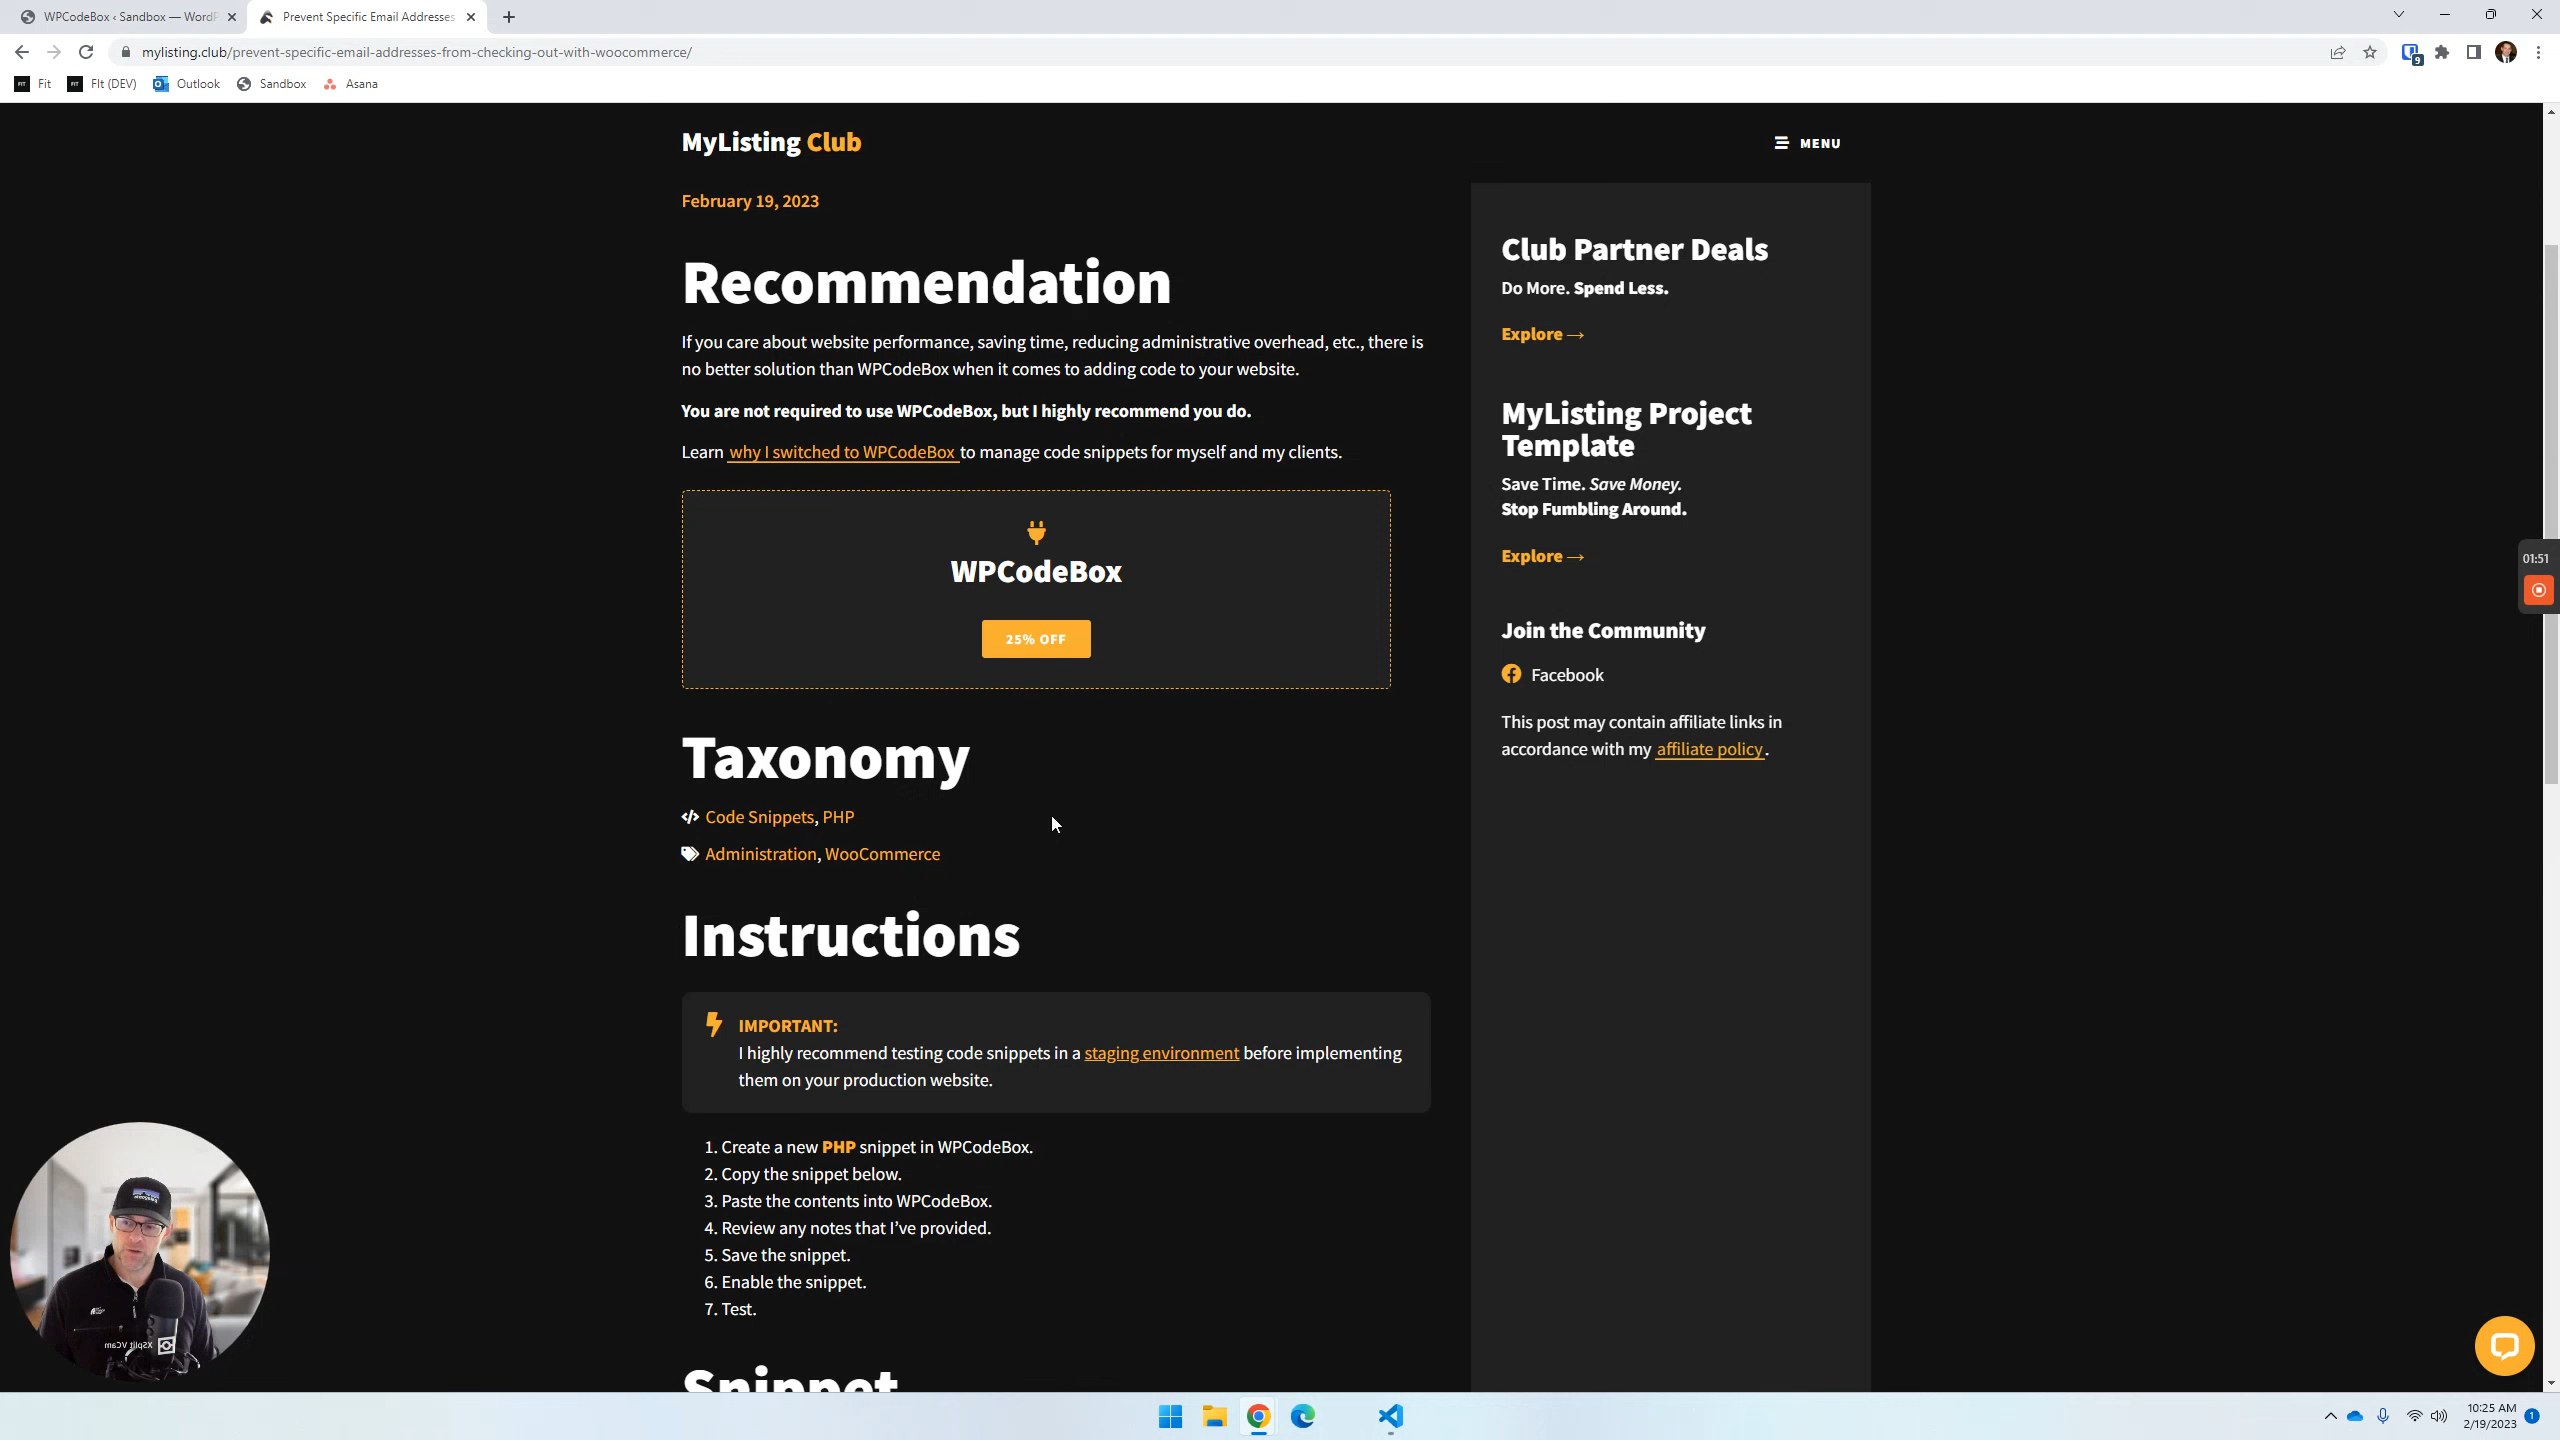 WPCodeBox ‹ Sandbox — WordP
Prevent Specific Email Addresses
mylisting.club/prevent-specific-email-addresses-from-checking-out-with-woocommerce/
9
FIT Fit
FIT FIt (DEV)
Outlook
Sandbox
Asana
MyListing Club
MENU
February 19, 2023
Recommendation
If you care about website performance, saving time, reducing administrative overhead, etc., there is
no better solution than WPCodeBox when it comes to adding code to your website.
You are not required to use WPCodeBox, but I highly recommend you do.
Learn why I switched to WPCodeBox to manage code snippets for myself and my clients.
WPCodeBox
25% OFF
Taxonomy
Code Snippets, PHP
Administration, WooCommerce
Instructions
IMPORTANT:
I highly recommend testing code snippets in a staging environment before implementing
them on your production website.
1. Create a new PHP snippet in WPCodeBox.
2. Copy the snippet below.
3. Paste the contents into WPCodeBox.
4. Review any notes that I've provided.
5. Save the snippet.
6. Enable the snippet.
7. Test.
Snippet
Club Partner Deals
Do More. Spend Less.
Explore →
MyListing Project
Template
Save Time. Save Money.
Stop Fumbling Around.
Explore →
Join the Community
Facebook
This post may contain affiliate links in
accordance with my affiliate policy.
01:51
XSplit VCam
10:25 AM
2/19/2023
1